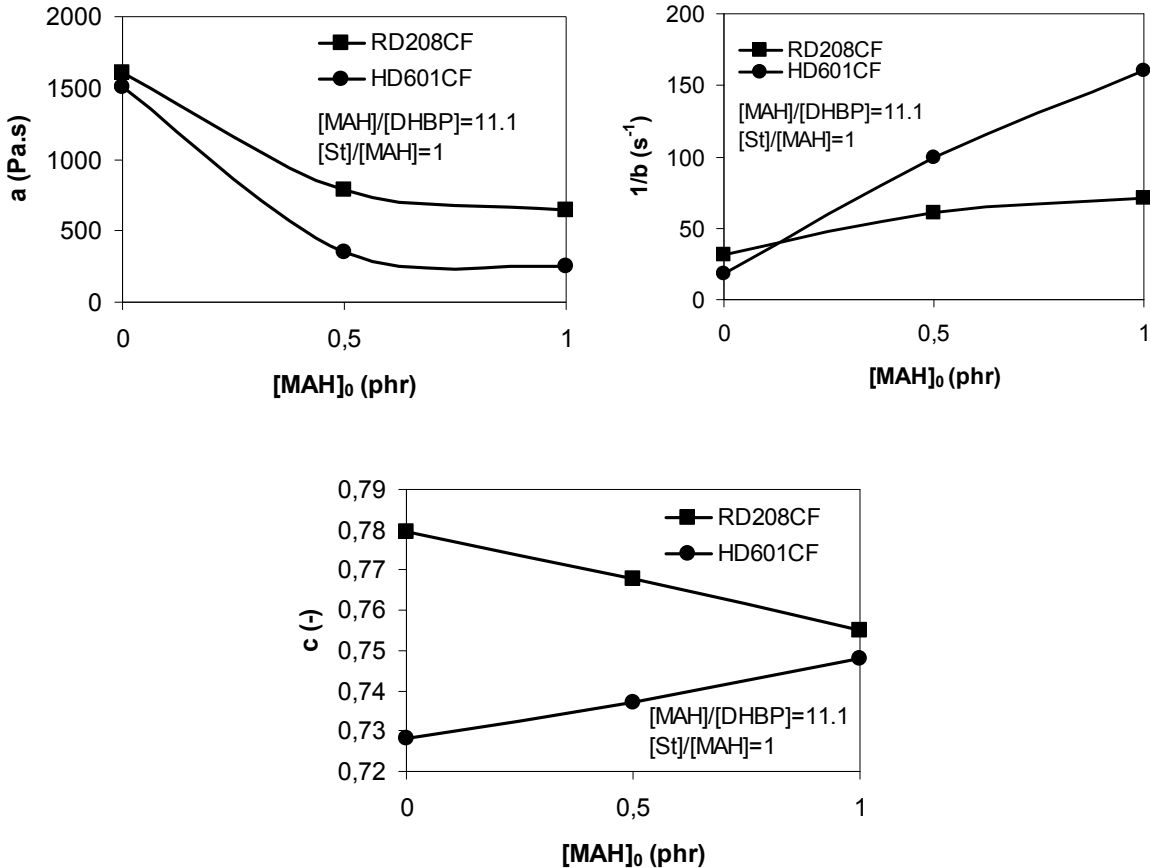 2000
1500
1000
500
0
a (Pa.s)
RD208CF
HD601CF
[MAH]/[DHBP]=11.1
[St]/[MAH]=1
0
0,5
1
[MAH]₀ (phr)
200
150
100
50
0
1/b (s⁻¹)
RD208CF
HD601CF
[MAH]/[DHBP]=11.1
[St]/[MAH]=1
0
0,5
1
[MAH]₀ (phr)
0,79
0,78
0,77
0,76
0,75
0,74
0,73
0,72
c (-)
RD208CF
HD601CF
[MAH]/[DHBP]=11.1
[St]/[MAH]=1
0
0,5
1
[MAH]₀ (phr)